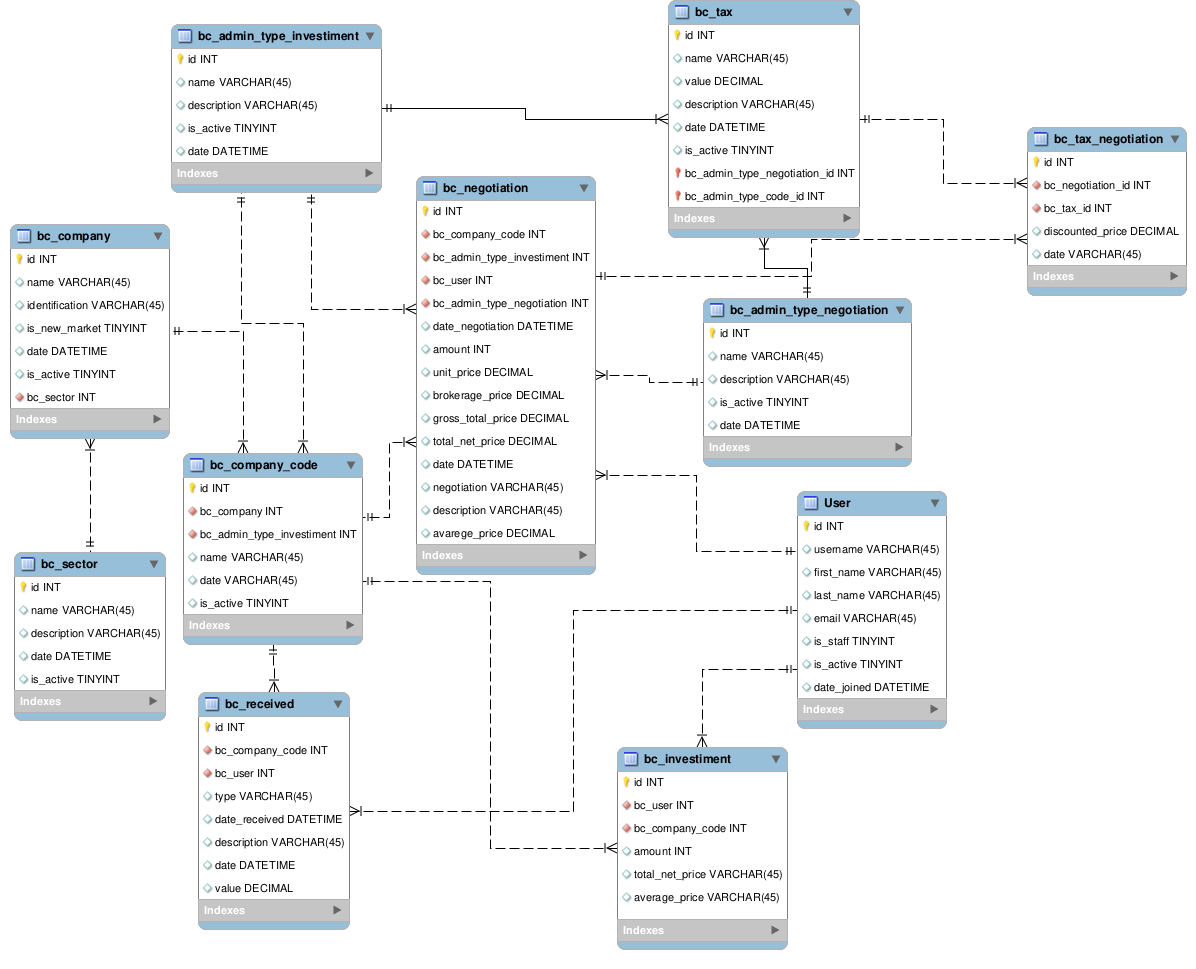 bc_admin_type_investiment
id INT
name VARCHAR(45)
description VARCHAR(45)
is_active TINYINT
date DATETIME
Indexes
bc_tax
id INT
name VARCHAR(45)
value DECIMAL
description VARCHAR(45)
date DATETIME
is_active TINYINT
bc_admin_type_negotiation_id INT
bc_admin_type_code_id INT
Indexes
bc_tax_negotiation
id INT
bc_negotiation_id INT
bc_tax_id INT
discounted_price DECIMAL
date VARCHAR(45)
Indexes
bc_negotiation
id INT
bc_company_code INT
bc_admin_type_investiment INT
bc_user INT
bc_admin_type_negotiation INT
date_negotiation DATETIME
amount INT
unit_price DECIMAL
brokerage_price DECIMAL
gross_total_price DECIMAL
total_net_price DECIMAL
date DATETIME
negotiation VARCHAR(45)
description VARCHAR(45)
avarege_price DECIMAL
Indexes
bc_company
id INT
name VARCHAR(45)
identification VARCHAR(45)
is_new_market TINYINT
date DATETIME
is_active TINYINT
bc_sector INT
Indexes
bc_admin_type_negotiation
id INT
name VARCHAR(45)
description VARCHAR(45)
is_active TINYINT
date DATETIME
Indexes
bc_company_code
id INT
bc_company INT
bc_admin_type_investiment INT
name VARCHAR(45)
date VARCHAR(45)
is_active TINYINT
Indexes
User
id INT
username VARCHAR(45)
first_name VARCHAR(45)
last_name VARCHAR(45)
email VARCHAR(45)
is_staff TINYINT
is_active TINYINT
date_joined DATETIME
Indexes
bc_sector
id INT
name VARCHAR(45)
description VARCHAR(45)
date DATETIME
is_active TINYINT
Indexes
bc_received
id INT
bc_company_code INT
bc_user INT
type VARCHAR(45)
date_received DATETIME
description VARCHAR(45)
date DATETIME
value DECIMAL
Indexes
bc_investiment
id INT
bc_user INT
bc_company_code INT
amount INT
total_net_price VARCHAR(45)
average_price VARCHAR(45)
Indexes